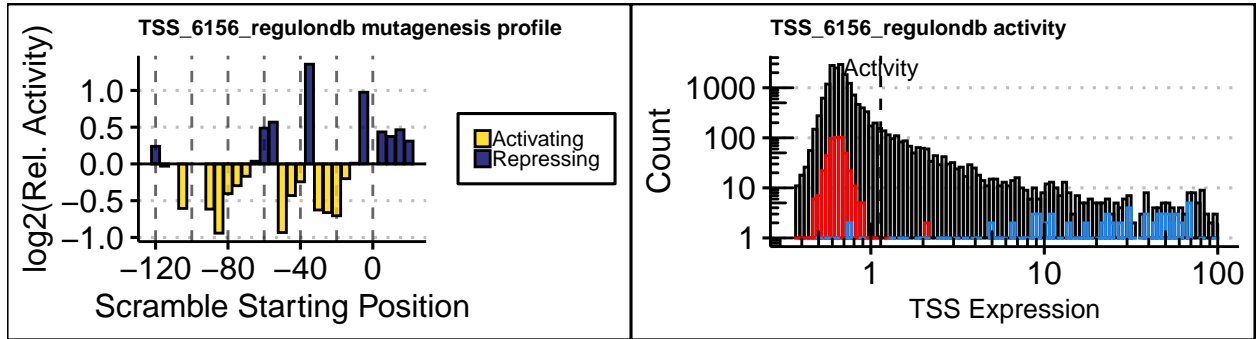 TSS_6156_regulondb mutagenesis profile
log2(Rel. Activity)
1.0
0.5
0.0
−0.5
−1.0
−120
−80
−40
0
Scramble Starting Position
Activating
Repressing
TSS_6156_regulondb activity
Activity
Count
1000
100
10
1
1
10
100
TSS Expression